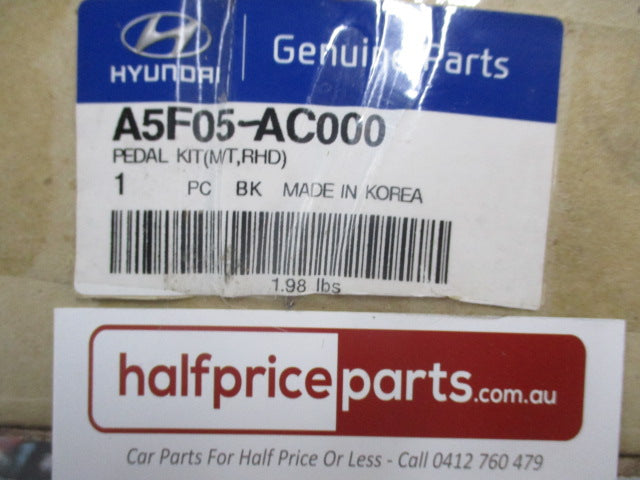 HYUNDAI
Genuine Parts
A5F05-AC000
PEDAL KIT(M/T,RHD)
1 PC BK MADE IN KOREA
1.98 lbs
halfpriceparts.com.au
Car Parts For Half Price Or Less - Call 0412 760 479